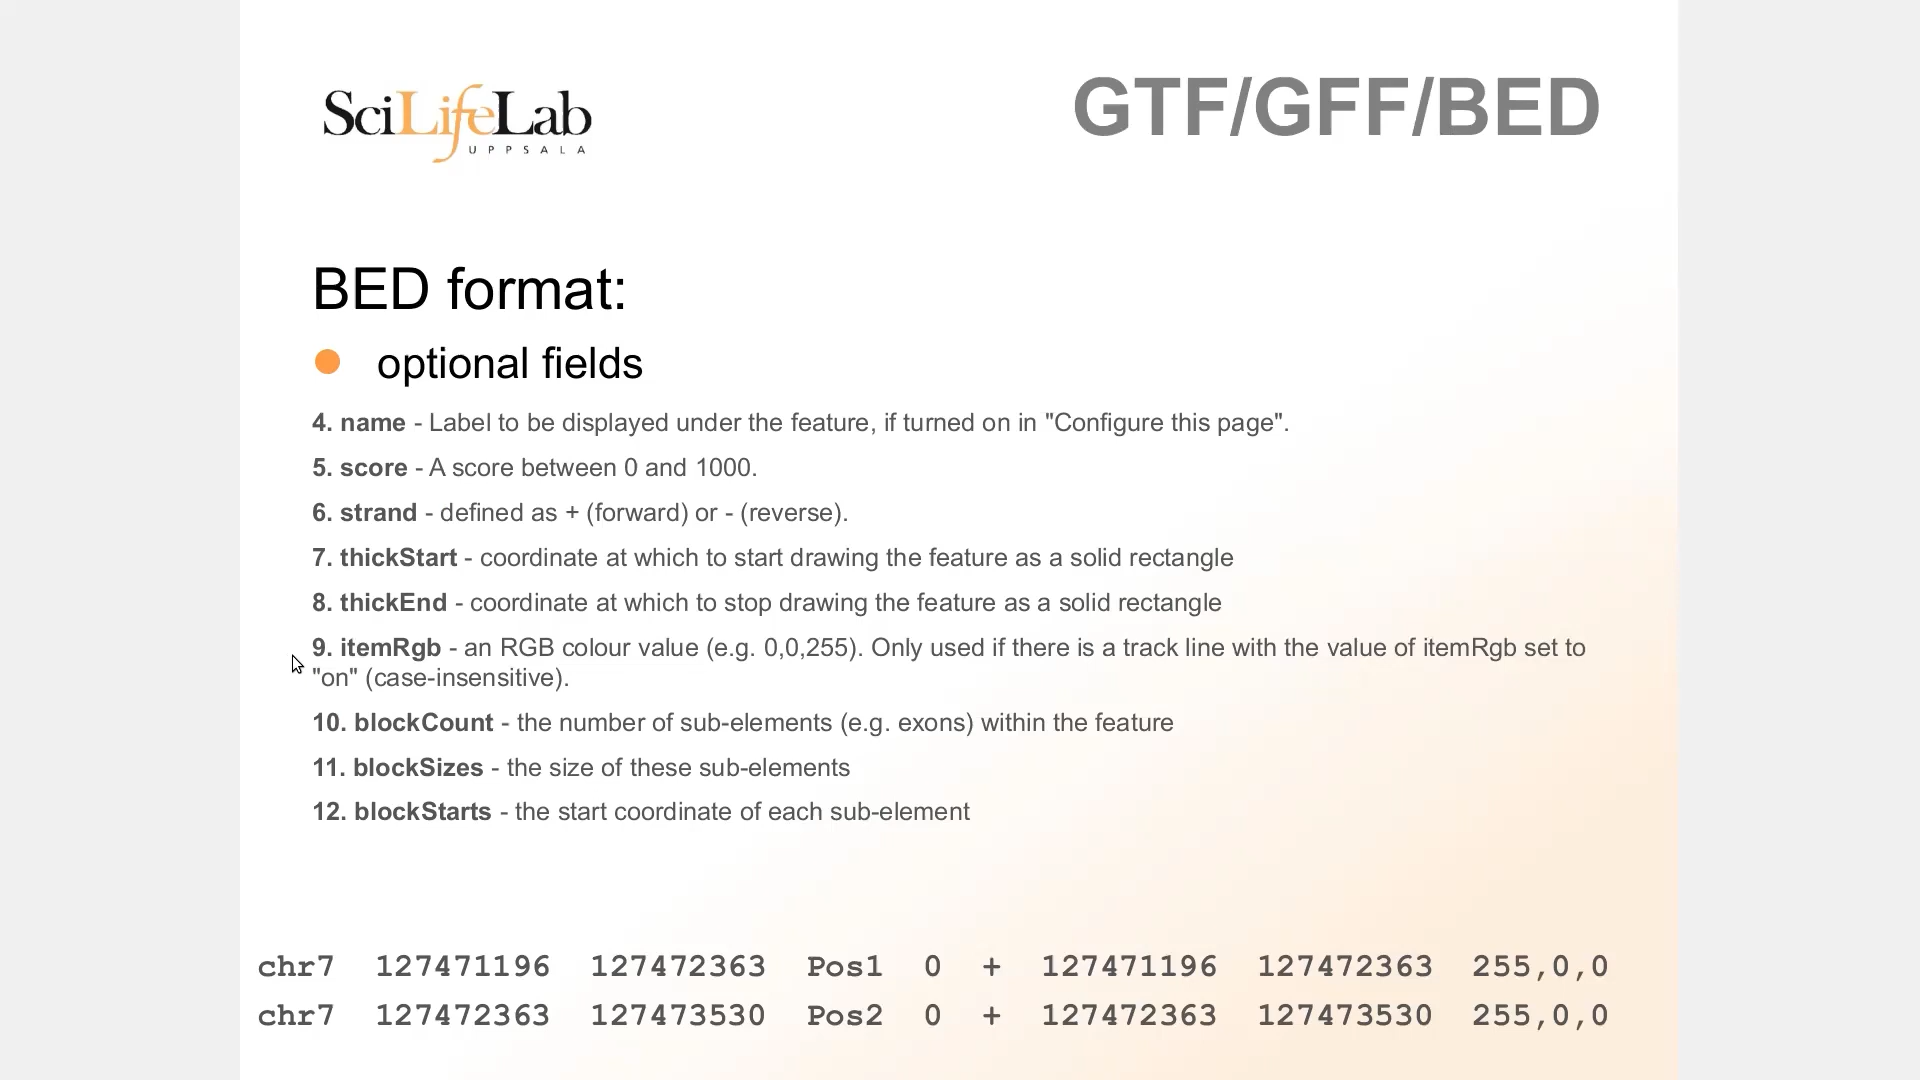 SciLifeLab
UPPSALA
GTF/GFF/BED
BED format:
optional fields
4. name - Label to be displayed under the feature, if turned on in "Configure this page".
5. score - A score between 0 and 1000.
6. strand - defined as + (forward) or - (reverse).
7. thickStart - coordinate at which to start drawing the feature as a solid rectangle
8. thickEnd - coordinate at which to stop drawing the feature as a solid rectangle
9. itemRgb - an RGB colour value (e.g. 0,0,255). Only used if there is a track line with the value of itemRgb set to
"on" (case-insensitive).
10. blockCount - the number of sub-elements (e.g. exons) within the feature
11. blockSizes - the size of these sub-elements
12. blockStarts - the start coordinate of each sub-element
chr7 127471196 127472363 Pos1 0 + 127471196 127472363 255,0,0
chr7 127472363 127473530 Pos2 0 + 127472363 127473530 255,0,0